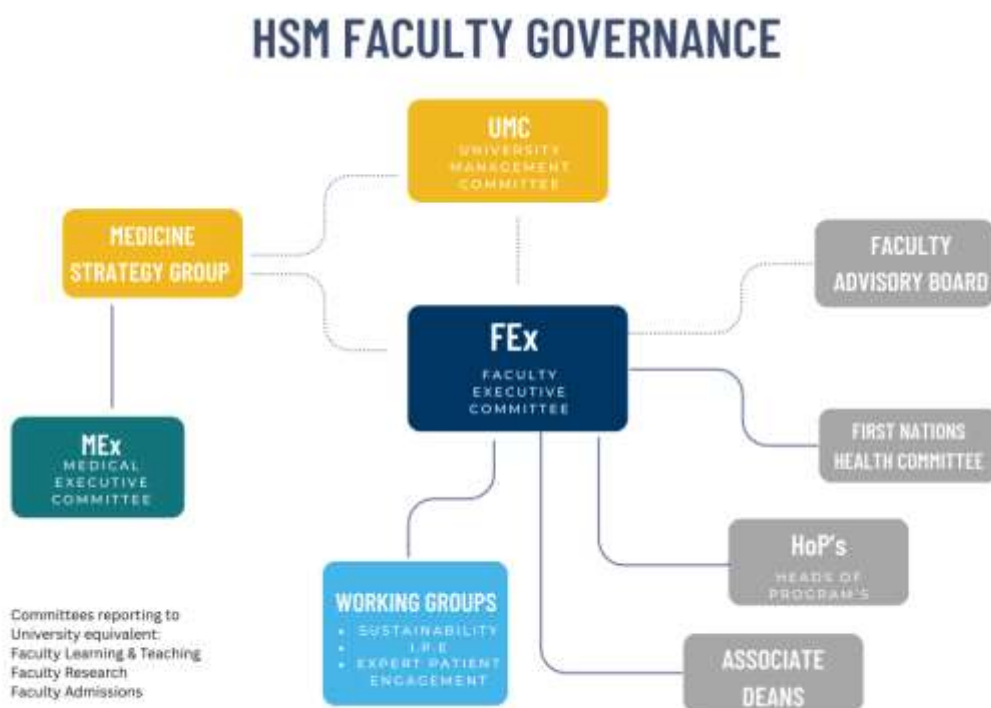 HSM FACULTY GOVERNANCE
UMC
UNIVERSITY
MANAGEMENT
COMMITTEE
MEDICINE
STRATEGY GROUP
FACULTY
ADVISORY BOARD
FEx
FACULTY
EXECUTIVE
COMMITTEE
MEx
MEDICAL
EXECUTIVE
COMMITTEE
FIRST NATIONS
HEALTH COMMITTEE
HoP's
HEADS OF
PROGRAM'S
WORKING GROUPS
• SUSTAINABILITY
• I.P.E
• EXPERT PATIENT
ENGAGEMENT
ASSOCIATE
DEANS
Committees reporting to
University equivalent:
Faculty Learning & Teaching
Faculty Research
Faculty Admissions